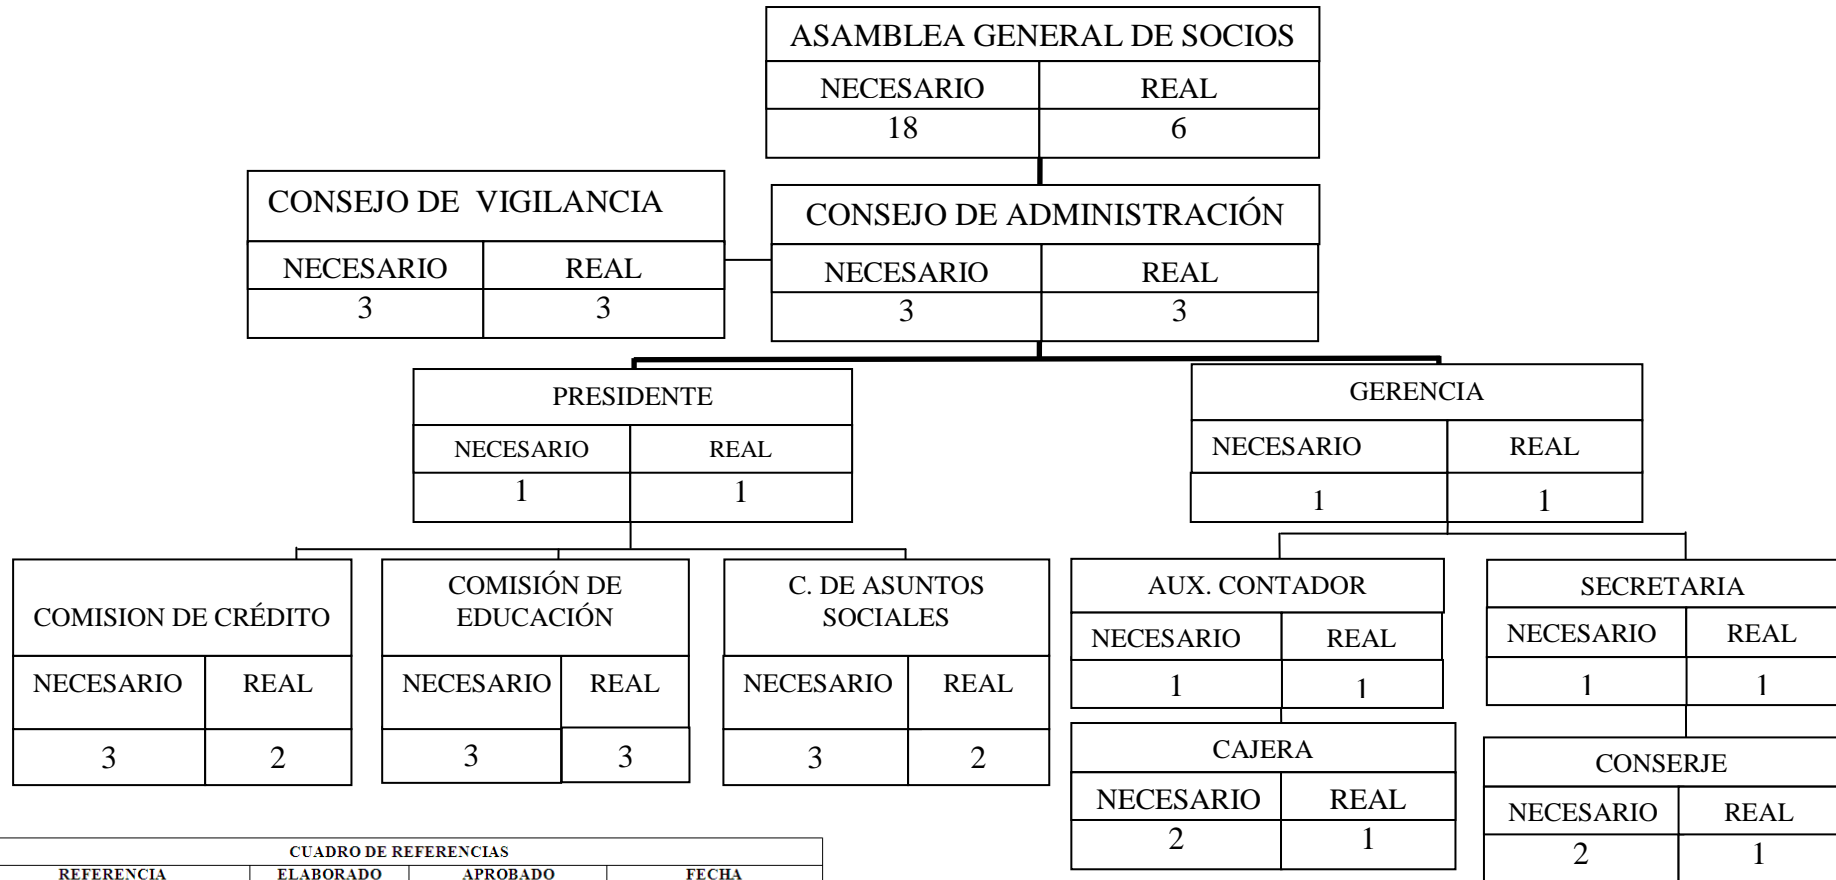 ASAMBLEA GENERAL DE SOCIOS
NECESARIO REAL
18 6
CONSEJO DE VIGILANCIA
NECESARIO REAL
3 3
CONSEJO DE ADMINISTRACIÓN
NECESARIO REAL
3 3
PRESIDENTE
NECESARIO REAL
1 1
GERENCIA
NECESARIO REAL
1 1
COMISION DE CRÉDITO
NECESARIO REAL
3 2
COMISIÓN DE
EDUCACIÓN
NECESARIO REAL
3 3
C. DE ASUNTOS
SOCIALES
NECESARIO REAL
3 2
AUX. CONTADOR
NECESARIO REAL
1 1
SECRETARIA
NECESARIO REAL
1 1
CAJERA
NECESARIO REAL
2 1
CONSERJE
NECESARIO REAL
2 1
CUADRO DE REFERENCIAS
REFERENCIA ELABORADO APROBADO FECHA